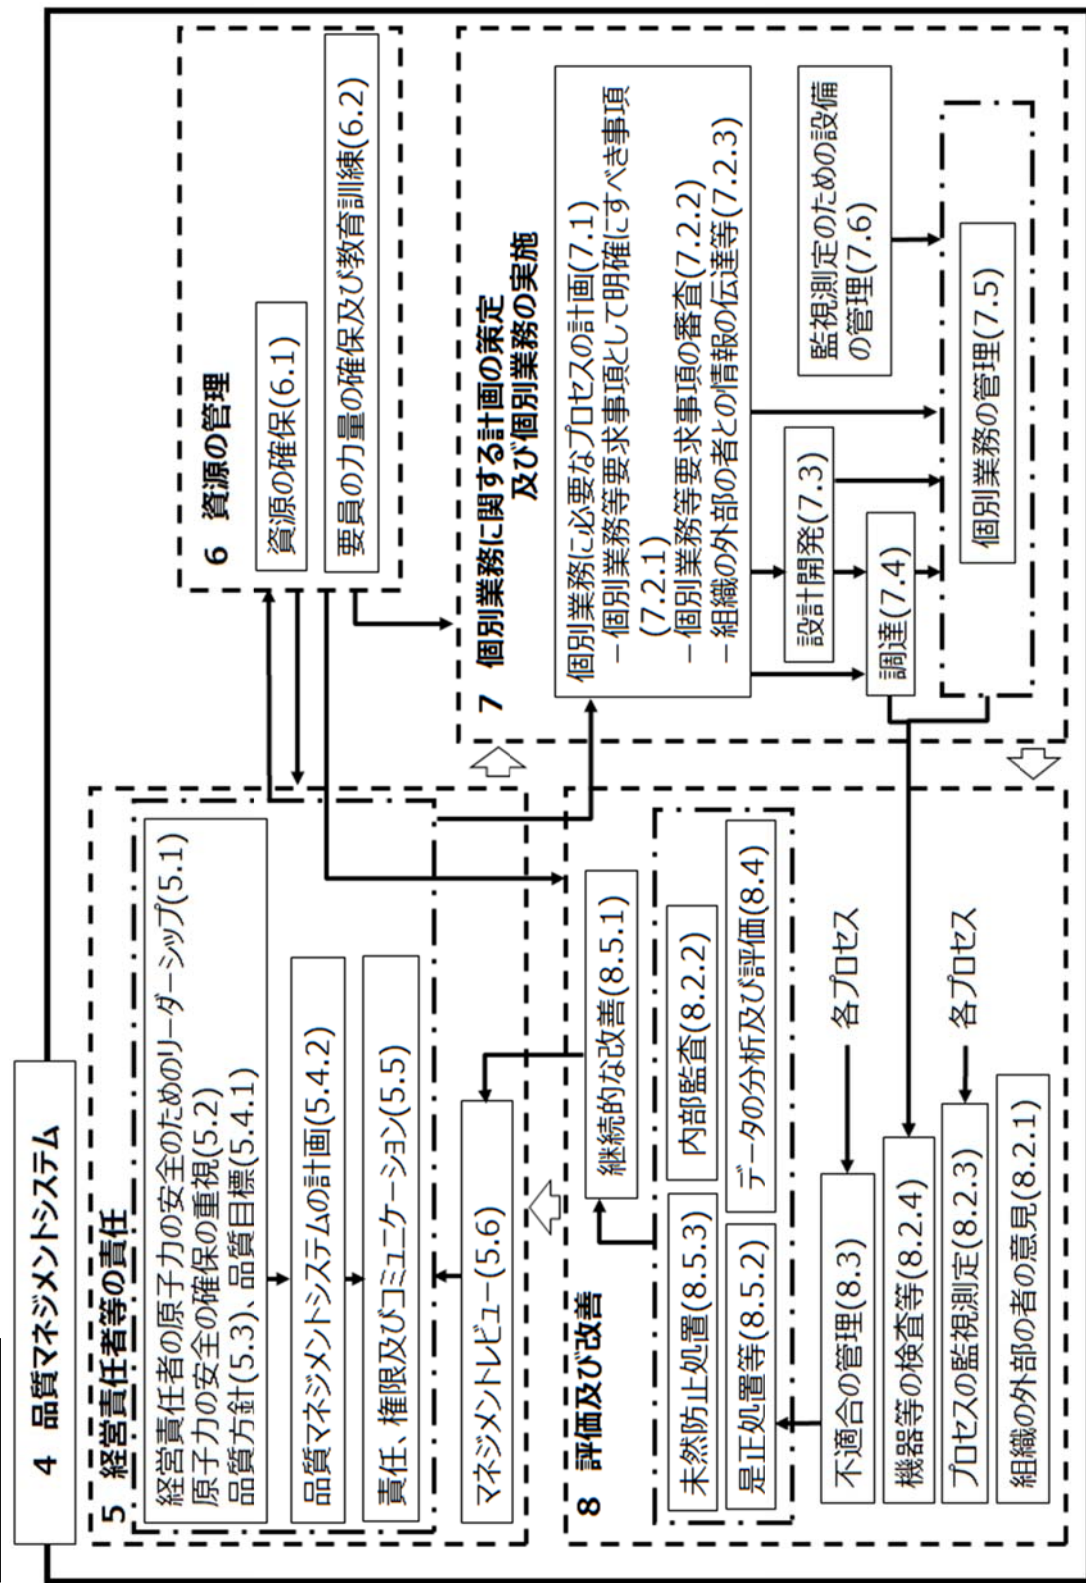 4 品質マネジメントシステム
5 経営責任者等の責任
経営責任者の原子力の安全のためのリーダーシップ(5.1)
原子力の安全の確保の重視(5.2)
品質方針(5.3)、品質目標(5.4.1)
品質マネジメントシステムの計画(5.4.2)
責任、権限及びコミュニケーション(5.5)
マネジメントレビュー(5.6)
6 資源の管理
資源の確保(6.1)
要員の力量の確保及び教育訓練(6.2)
7 個別業務に関する計画の策定
及び個別業務の実施
個別業務に必要なプロセスの計画(7.1)
－個別業務等要求事項として明確にすべき事項
(7.2.1)
－個別業務等要求事項の審査(7.2.2)
－組織の外部の者との情報の伝達等(7.2.3)
設計開発(7.3)
調達(7.4)
監視測定のための設備
の管理(7.6)
個別業務の管理(7.5)
8 評価及び改善
継続的な改善(8.5.1)
未然防止処置(8.5.3)
内部監査(8.2.2)
是正処置等(8.5.2)
データの分析及び評価(8.4)
不適合の管理(8.3)
各プロセス
機器等の検査等(8.2.4)
プロセスの監視測定(8.2.3)
各プロセス
組織の外部の者の意見(8.2.1)